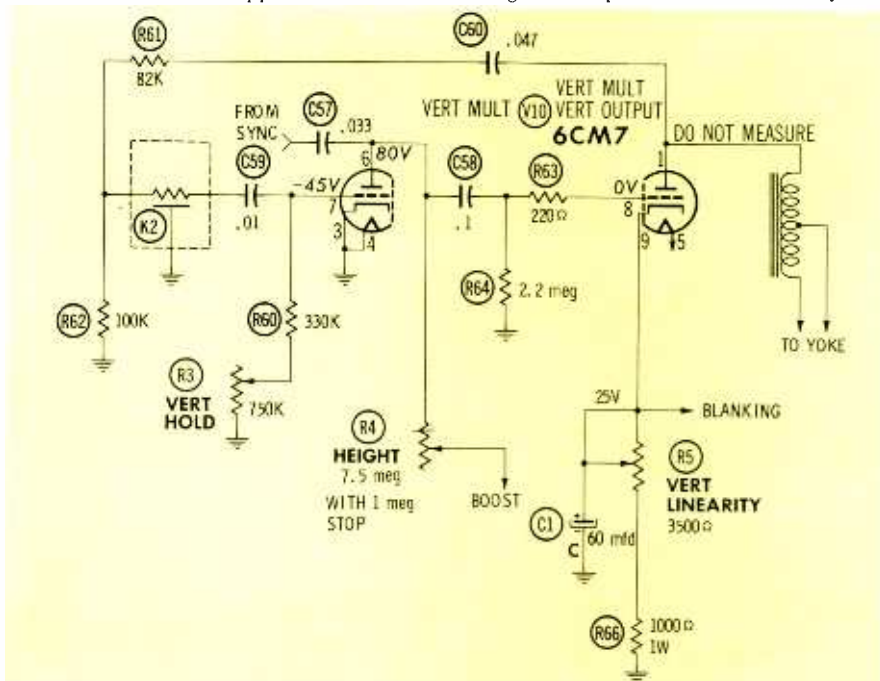 R61
82K
C60
.047
FROM
SYNC
C57
.033
VERT MULT
V10
VERT MULT
VERT OUTPUT
6CM7
DO NOT MEASURE
6
80V
1
C59
.01
-45V
7
3
4
C58
.1
R63
220Ω
0V
8
9
5
K2
R64
2.2 meg
R62
100K
R60
330K
TO YOKE
R3
VERT
HOLD
750K
R4
HEIGHT
7.5 meg
WITH 1 meg
STOP
BOOST
25V
BLANKING
R5
VERT
LINEARITY
3500Ω
C1
+
C
60 mfd
R66
1000Ω
1W